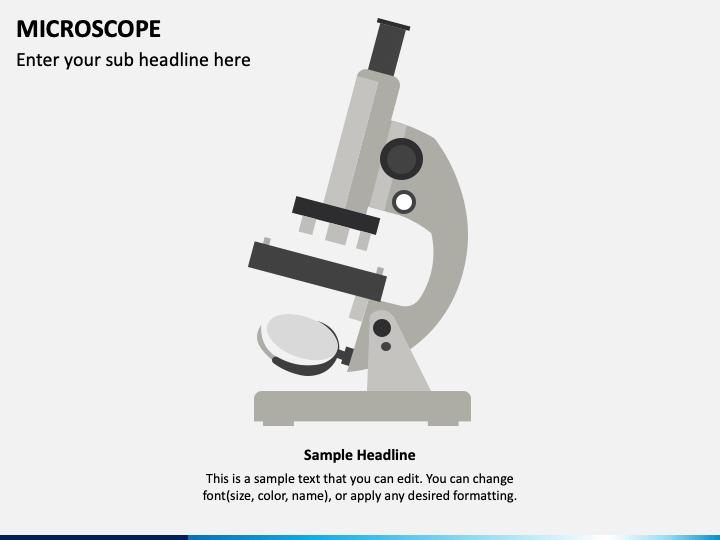 MICROSCOPE
Enter your sub headline here
Sample Headline
This is a sample text that you can edit. You can change
font(size, color, name), or apply any desired formatting.